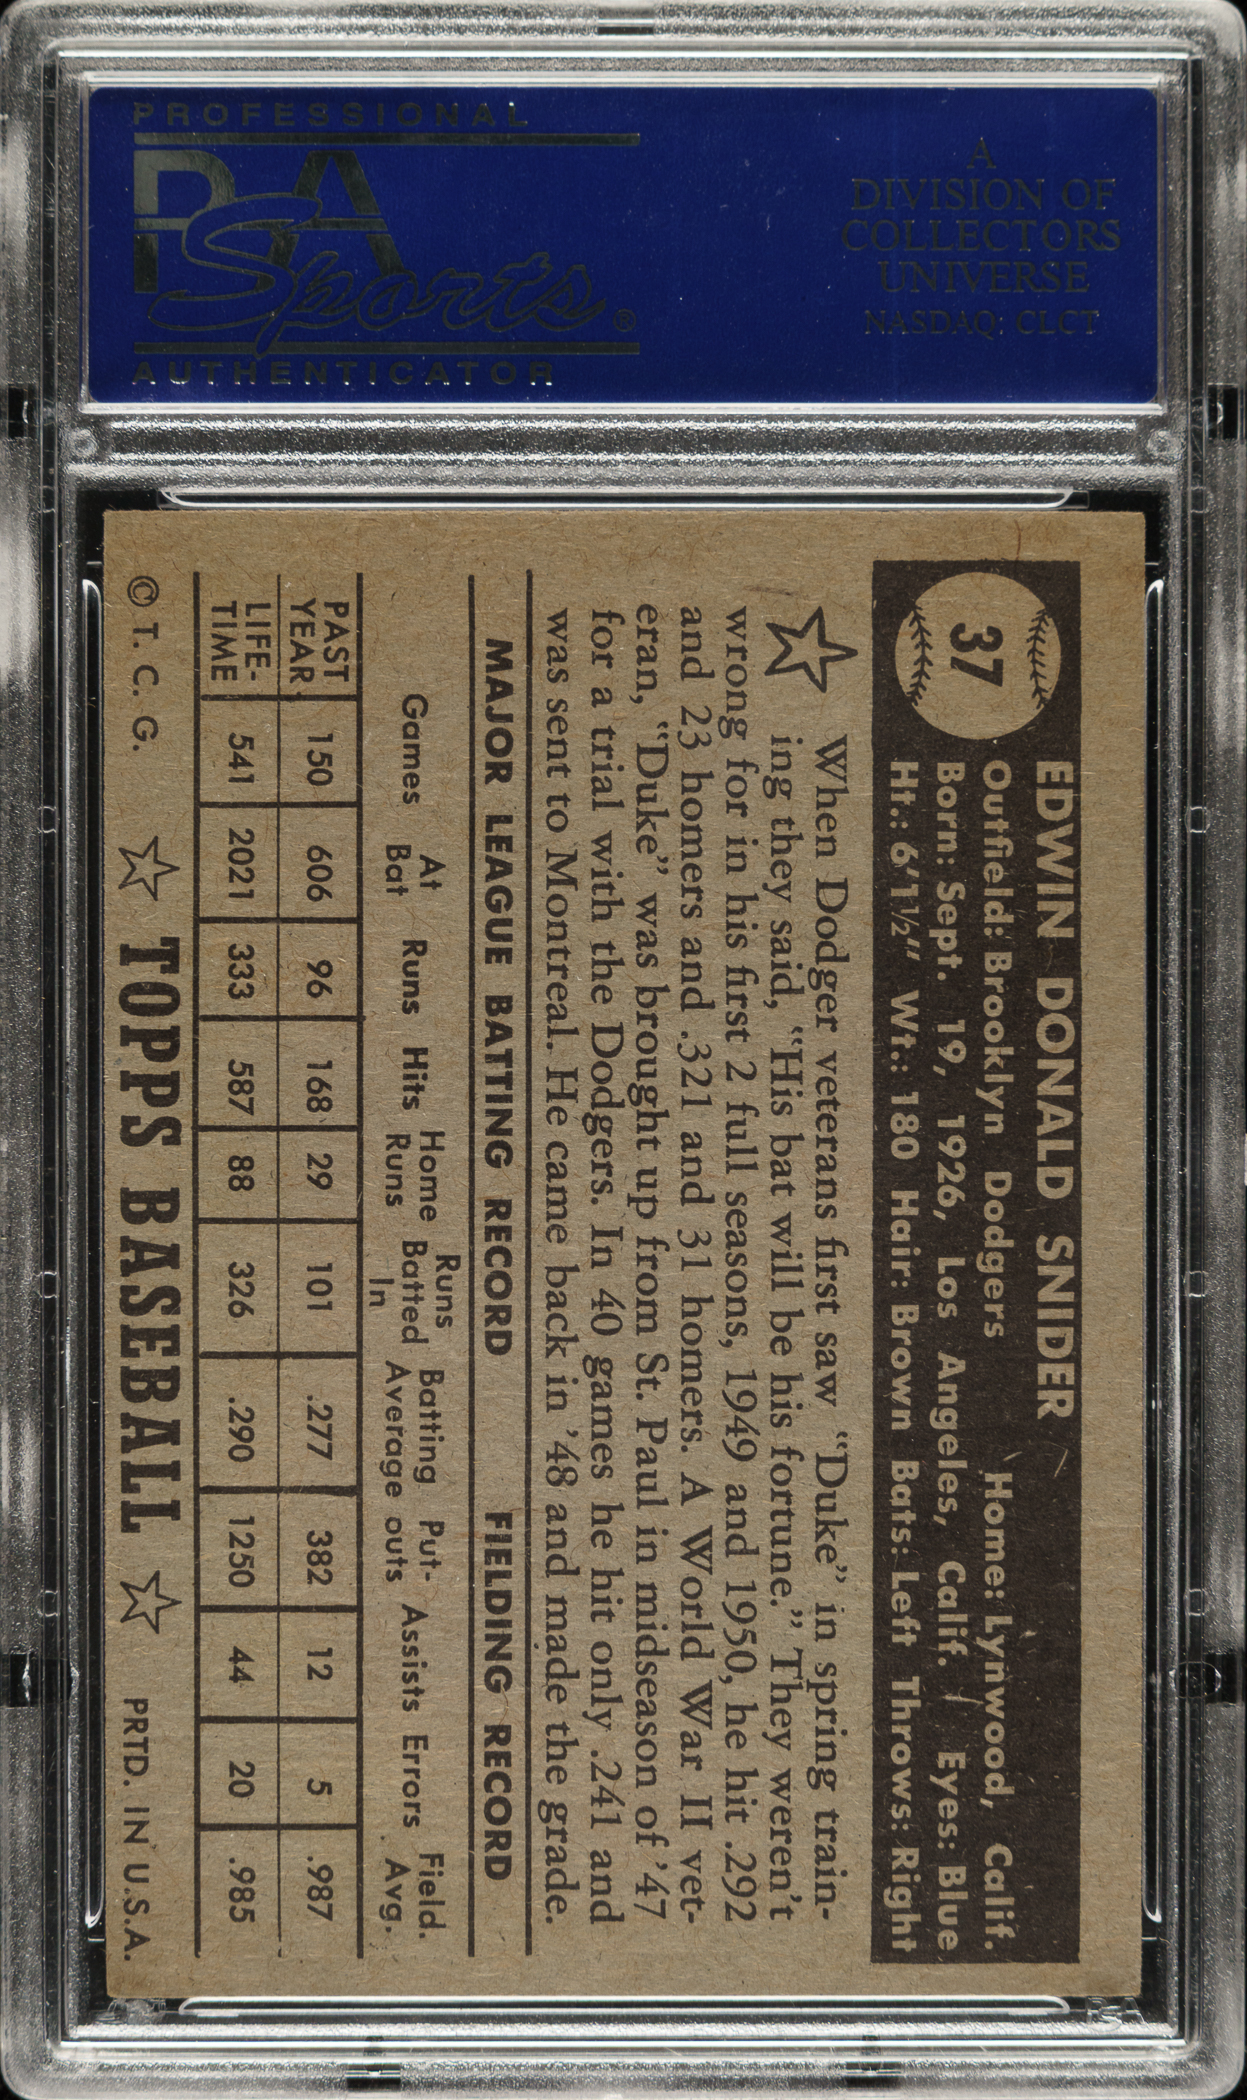 PROFESSIONAL
PSA
Sports®
AUTHENTICATOR
A
DIVISION OF
COLLECTORS
UNIVERSE
NASDAQ: CLCT
37
EDWIN DONALD SNIDER
Outfield: Brooklyn Dodgers Home: Lynwood, Calif.
Born: Sept. 19, 1926, Los Angeles, Calif. Eyes: Blue
Ht.: 6'1½" Wt.: 180 Hair: Brown Bats: Left Throws: Right
When Dodger veterans first saw "Duke" in spring train-
ing they said, "His bat will be his fortune." They weren't
wrong for in his first 2 full seasons, 1949 and 1950, he hit .292
and 23 homers and .321 and 31 homers. A World War II vet-
eran, "Duke" was brought up from St. Paul in midseason of '47
for a trial with the Dodgers. In 40 games he hit only .241 and
was sent to Montreal. He came back in '48 and made the grade.
MAJOR LEAGUE BATTING RECORD FIELDING RECORD
Games At Bat Runs Hits Home Runs Runs Batted In Batting Average Put-outs Assists Errors Field. Avg.
PAST YEAR 150 606 96 168 29 101 .277 382 12 5 .987
LIFE-TIME 541 2021 333 587 88 326 .290 1250 44 20 .985
© T. C. G. ☆ TOPPS BASEBALL ☆ PRTD. IN U.S.A.
PSA